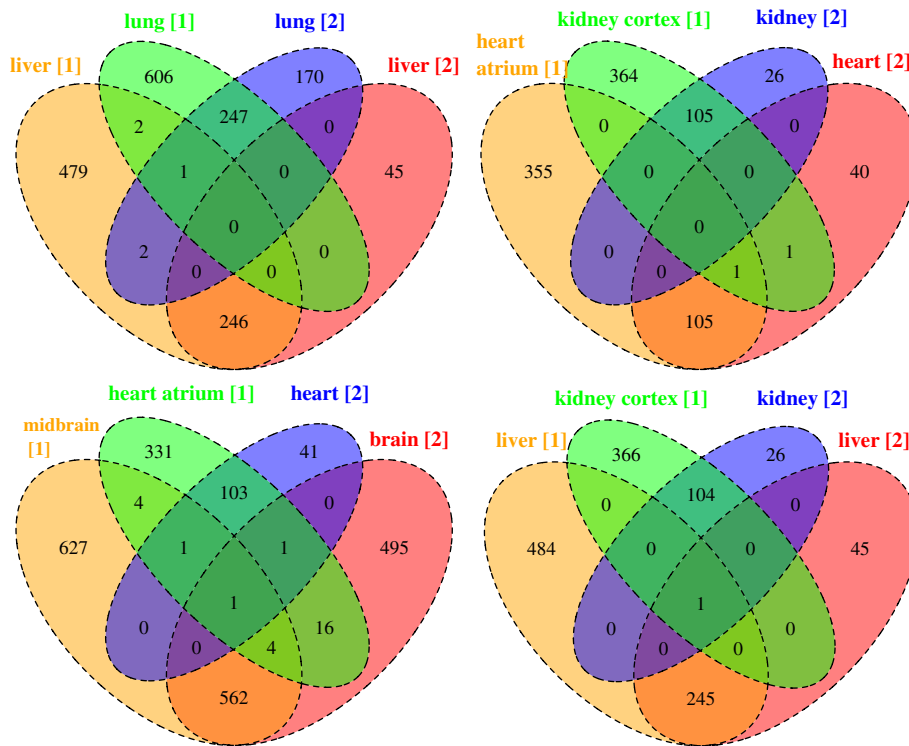 lung [1] lung [2]
liver [1] liver [2]
606 170
2 247 0
479 1 0 45
0
2 0 0 0
246
kidney cortex [1] kidney [2]
heart
atrium [1] heart [2]
364 26
0 105 0
355 0 0 40
0
0 0 1 1
105
heart atrium [1] heart [2]
midbrain
[1] brain [2]
331 41
4 103 0
627 1 1 495
1
0 0 4 16
562
kidney cortex [1] kidney [2]
liver [1] liver [2]
366 26
0 104 0
484 0 0 45
1
0 0 0 0
245